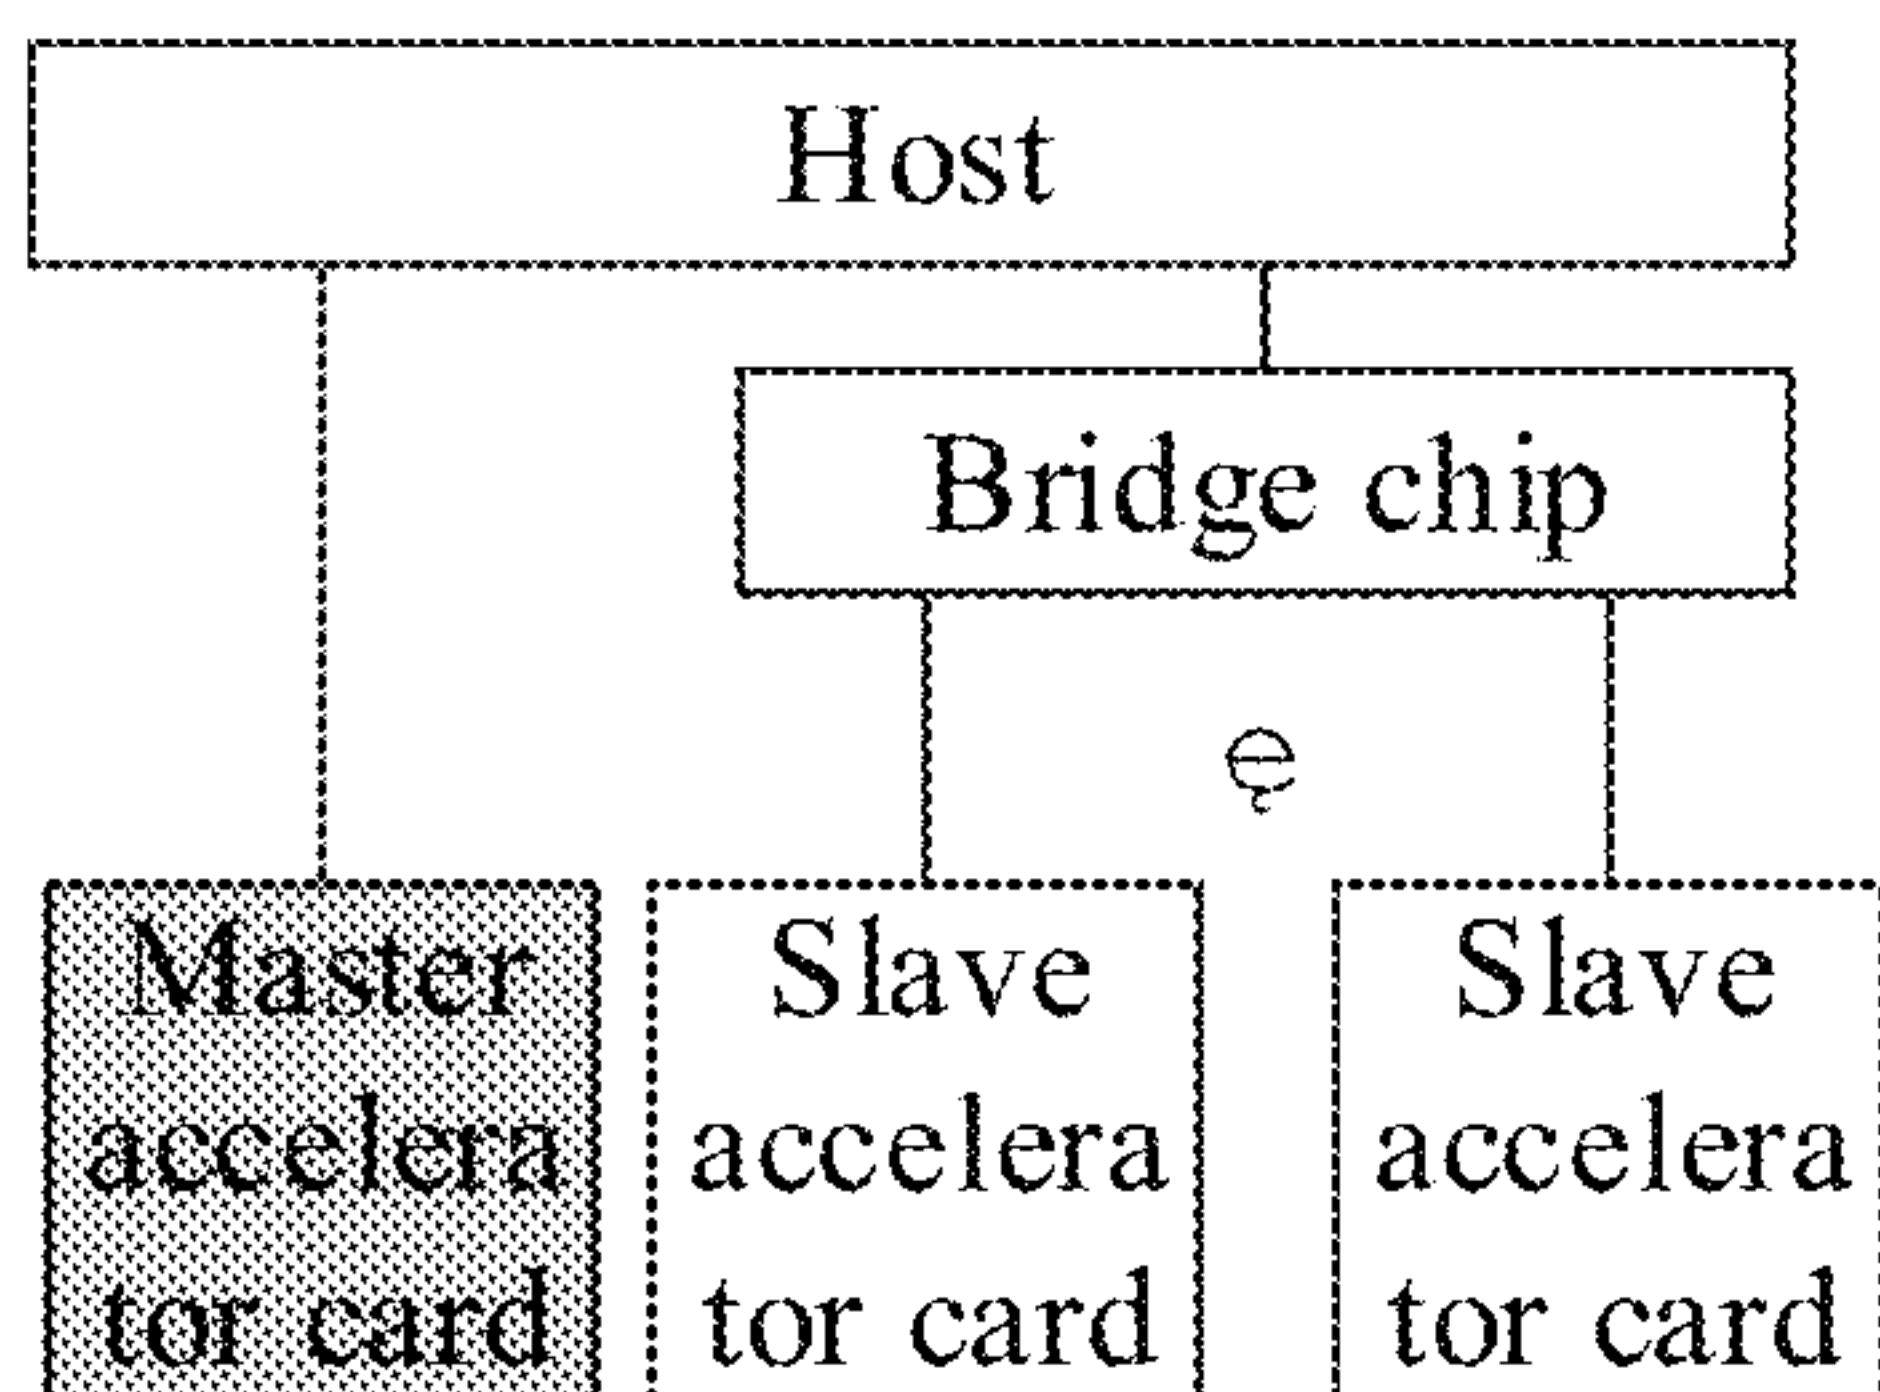 Host
Bridge chip
ę
Master
accelera
tor card
Slave
accelera
tor card
Slave
accelera
tor card